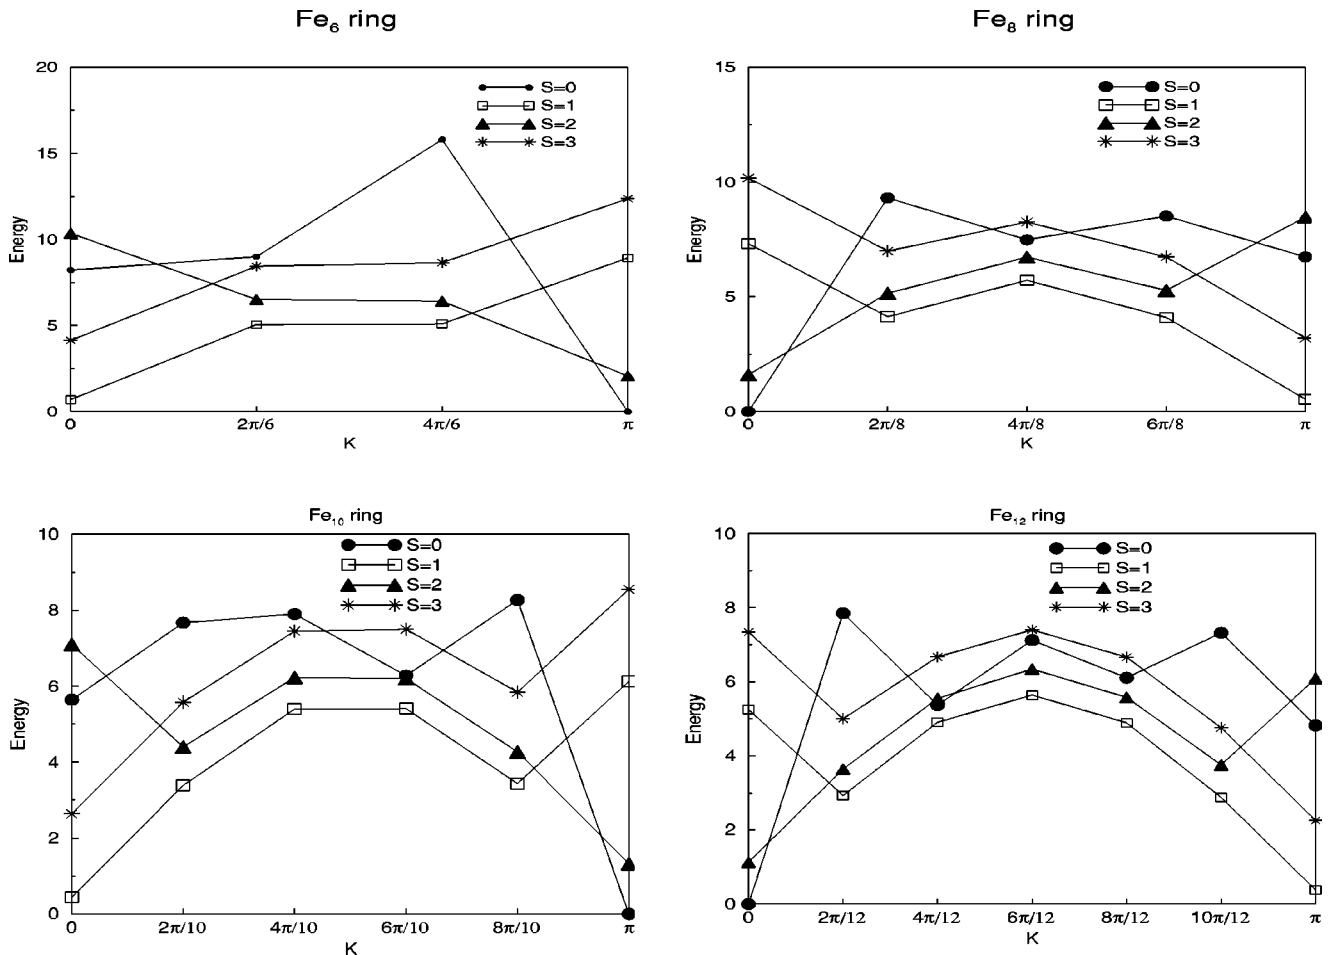 Fe₆ ring
20
15
10
5
0
Energy
S=0
S=1
S=2
S=3
0 2π/6 4π/6 π
K
Fe₈ ring
15
10
5
0
Energy
S=0
S=1
S=2
S=3
0 2π/8 4π/8 6π/8 π
K
Fe₁₀ ring
10
8
6
4
2
0
Energy
S=0
S=1
S=2
S=3
0 2π/10 4π/10 6π/10 8π/10 π
K
Fe₁₂ ring
10
8
6
4
2
0
Energy
S=0
S=1
S=2
S=3
0 2π/12 4π/12 6π/12 8π/12 10π/12 π
K